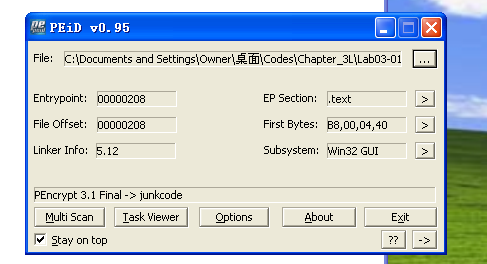 PEiD v0.95
File: C:\Documents and Settings\Owner\桌面\Codes\Chapter_3L\Lab03-01 ...
Entrypoint: 00000208 EP Section: .text >
File Offset: 00000208 First Bytes: B8,00,04,40 >
Linker Info: 5.12 Subsystem: Win32 GUI >
PEncrypt 3.1 Final -> junkcode
Multi Scan Task Viewer Options About Exit
Stay on top ?? ->